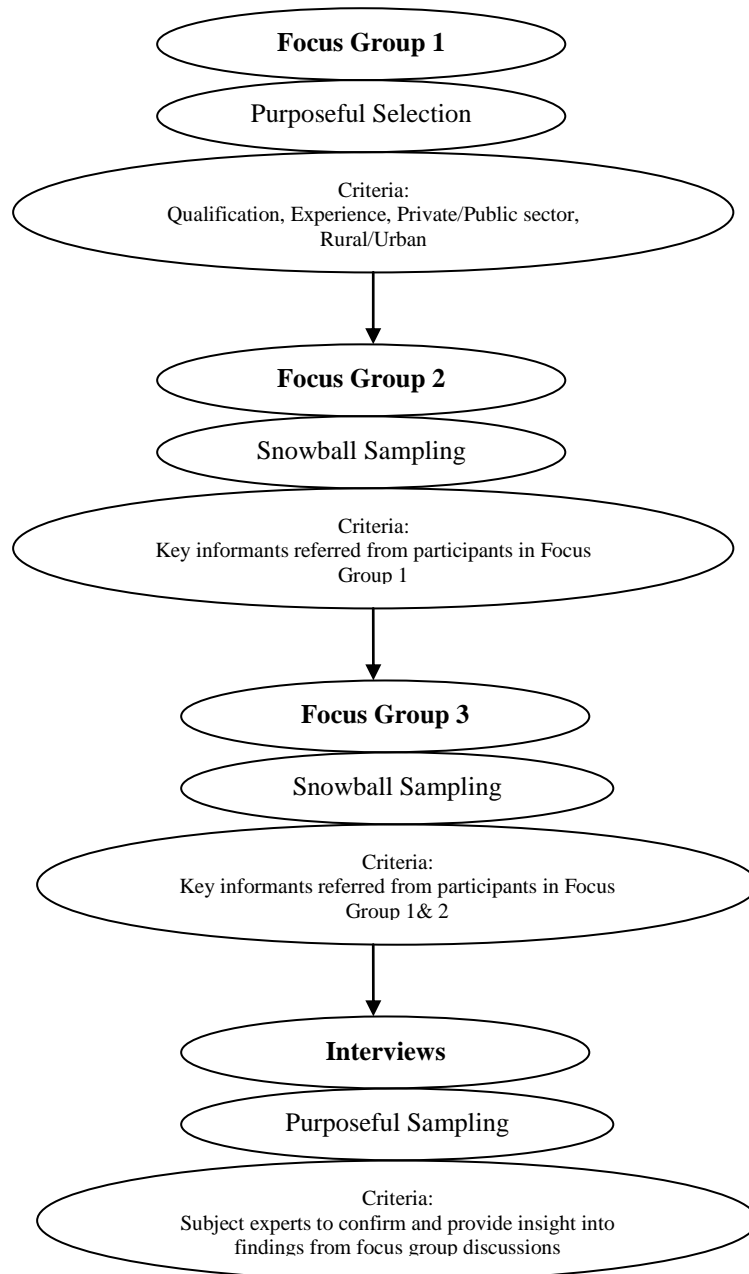 Focus Group 1
Purposeful Selection
Criteria:
Qualification, Experience, Private/Public sector,
Rural/Urban
Focus Group 2
Snowball Sampling
Criteria:
Key informants referred from participants in Focus
Group 1
Focus Group 3
Snowball Sampling
Criteria:
Key informants referred from participants in Focus
Group 1& 2
Interviews
Purposeful Sampling
Criteria:
Subject experts to confirm and provide insight into
findings from focus group discussions